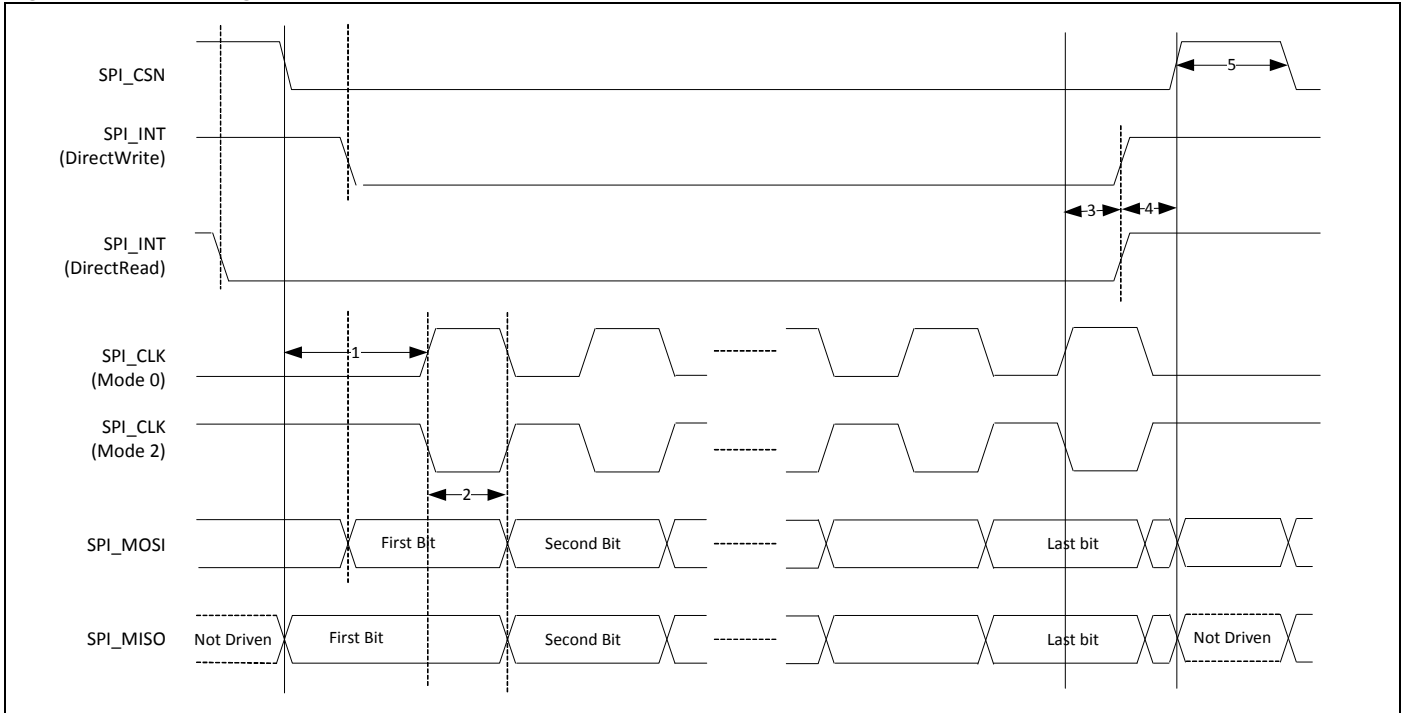 SPI_CSN
5
SPI_INT
(DirectWrite)
3
4
SPI_INT
(DirectRead)
SPI_CLK
(Mode 0)
1
SPI_CLK
(Mode 2)
2
SPI_MOSI
First Bit
Second Bit
Last bit
SPI_MISO
Not Driven
First Bit
Second Bit
Last bit
Not Driven